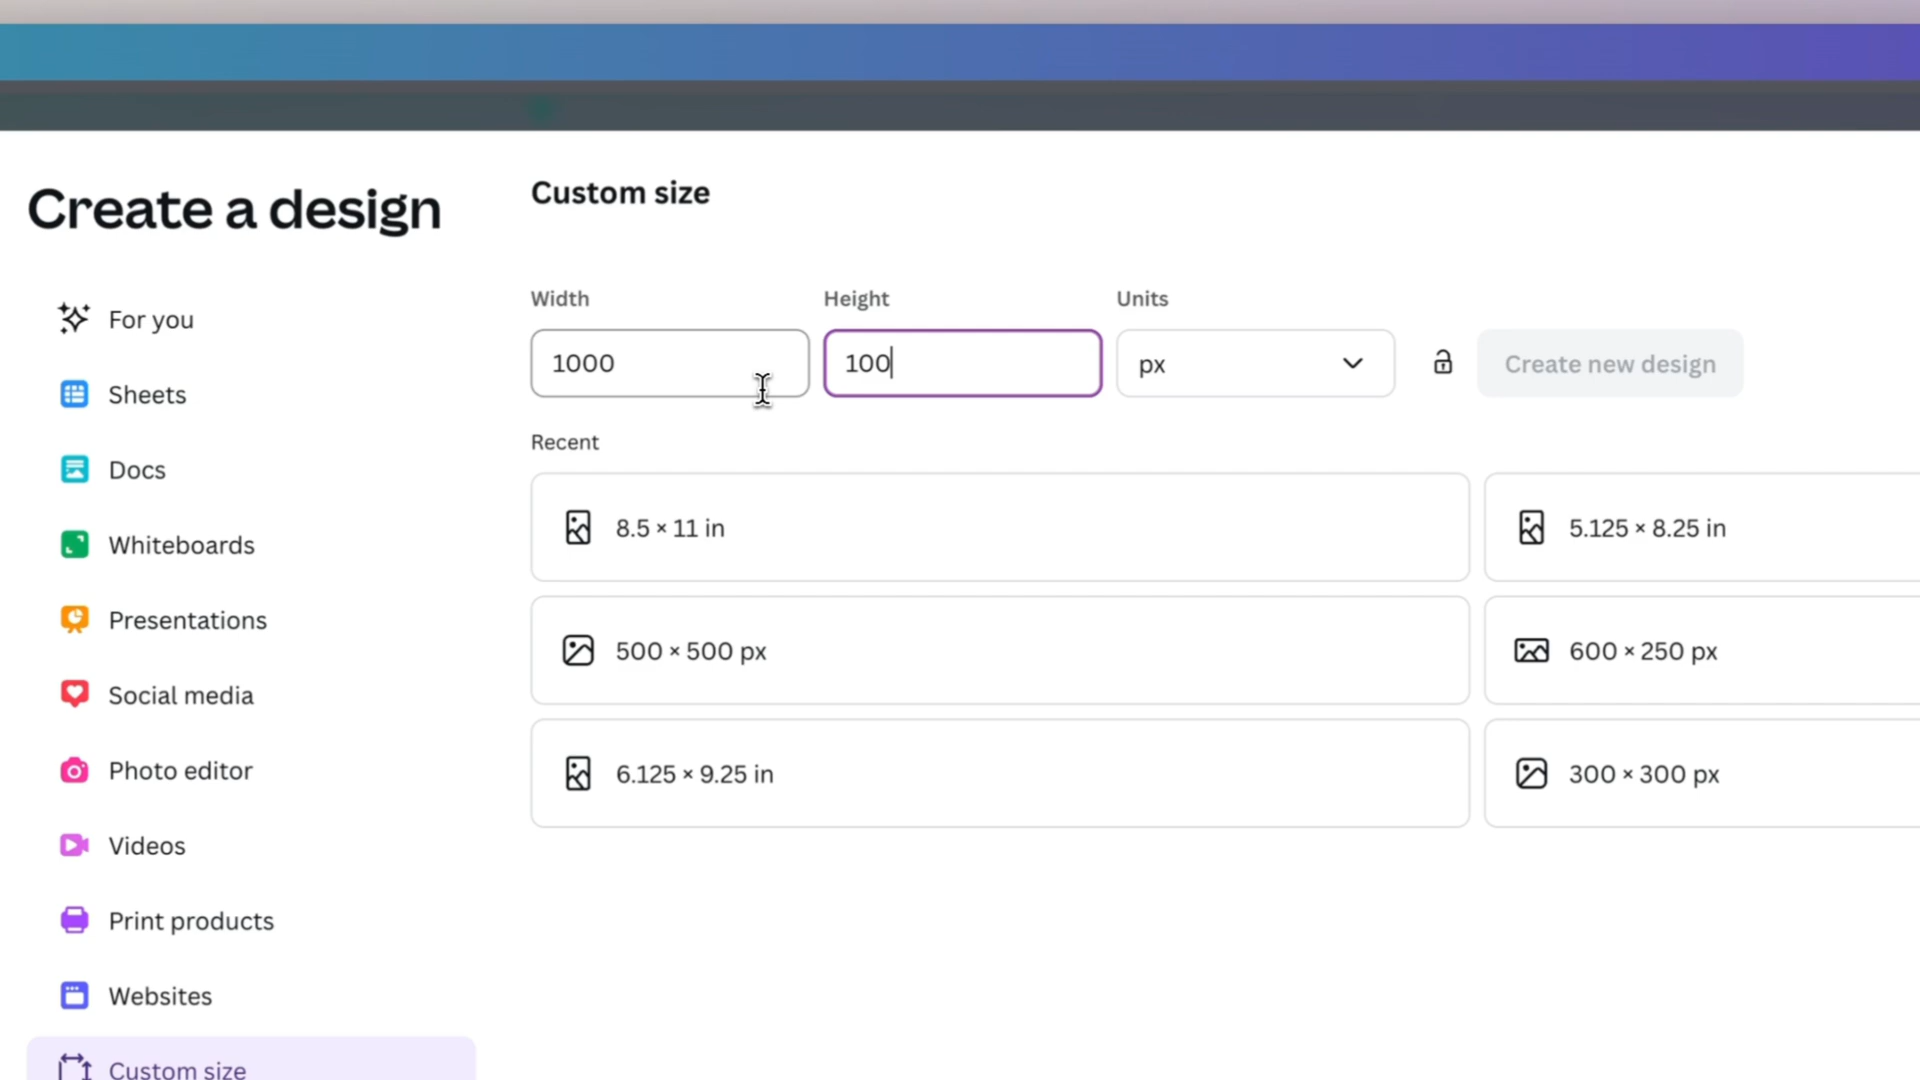 Create a design
For you
Sheets
Docs
Whiteboards
Presentations
Social media
Photo editor
Videos
Print products
Websites
Custom size
Custom size
Width Height Units
1000 100 px Create new design
Recent
8.5 × 11 in 5.125 × 8.25 in
500 × 500 px 600 × 250 px
6.125 × 9.25 in 300 × 300 px